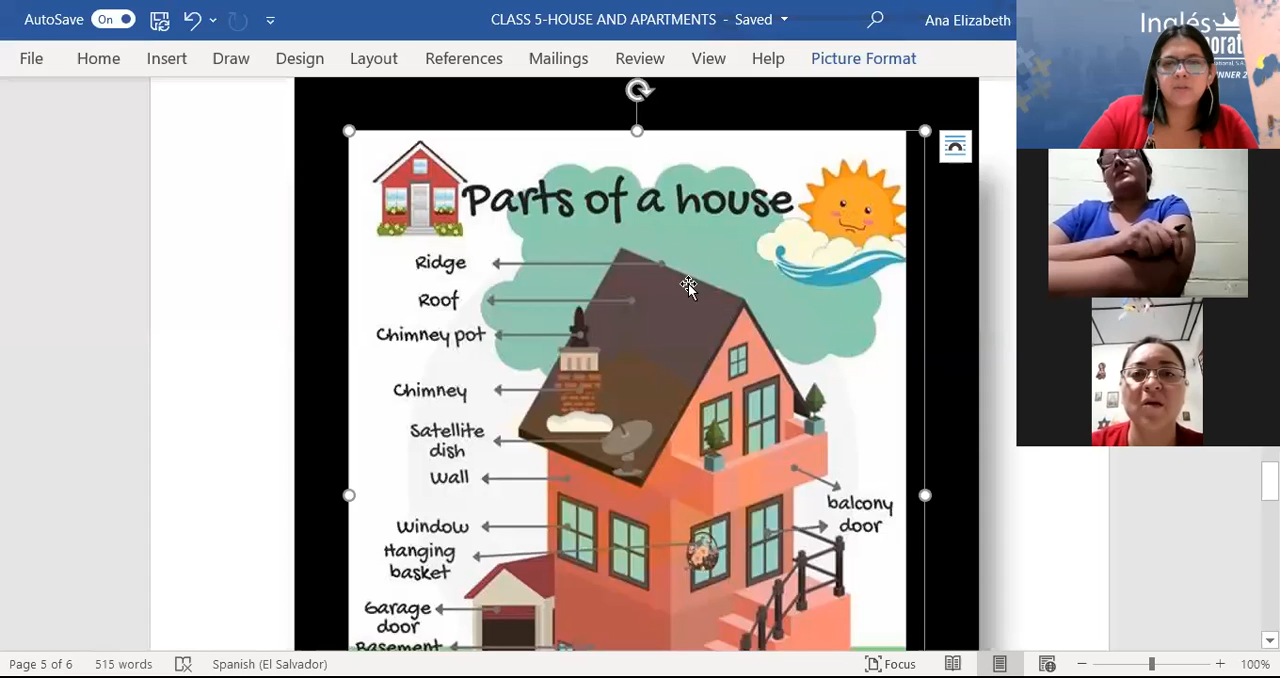 AutoSave On CLASS 5-HOUSE AND APARTMENTS - Saved Ana Elizabeth
File Home Insert Draw Design Layout References Mailings Review View Help Picture Format
Inglés
Parts of a house
Ridge
Roof
Chimney pot
Chimney
Satellite
dish
Wall
balcony
door
Window
Hanging
basket
Garage
door
Basement
Page 5 of 6 515 words Spanish (El Salvador) Focus 100%